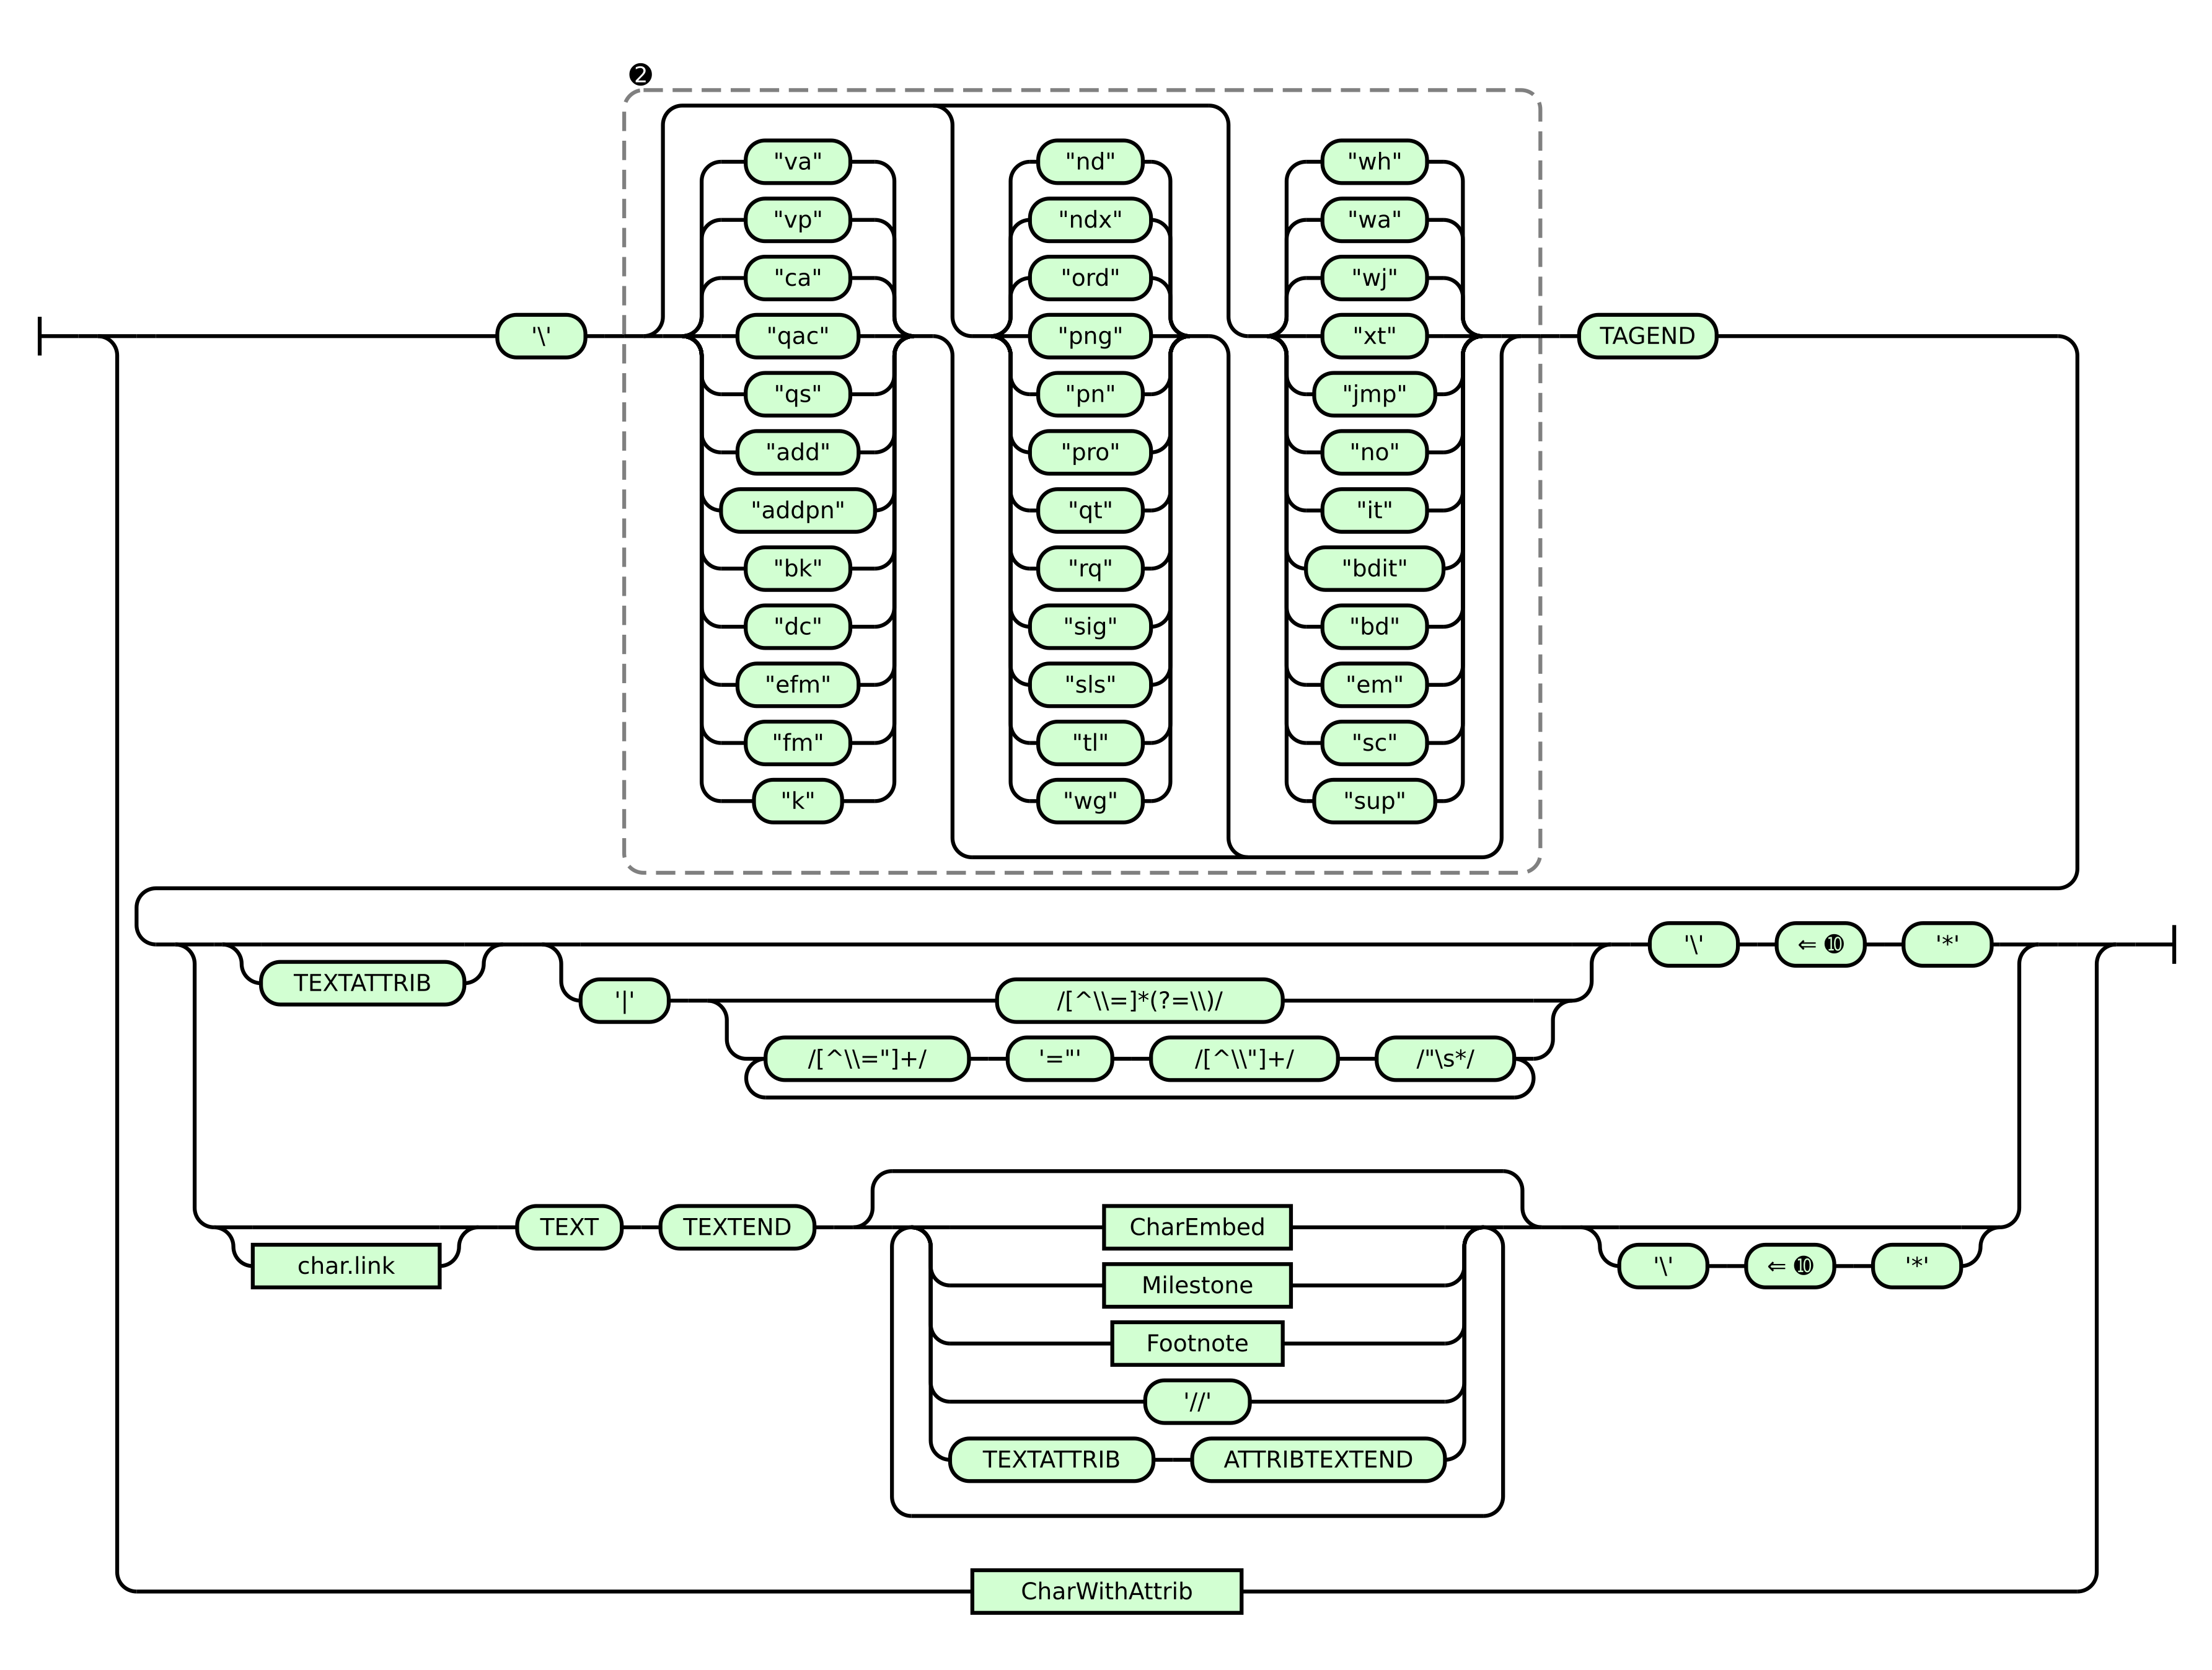 ❷
"va" "nd" "wh"
"vp" "ndx" "wa"
"ca" "ord" "wj"
'\' "qac" "png" "xt" TAGEND
"qs" "pn" "jmp"
"add" "pro" "no"
"addpn" "qt" "it"
"bk" "rq" "bdit"
"dc" "sig" "bd"
"efm" "sls" "em"
"fm" "tl" "sc"
"k" "wg" "sup"
'\' ⇐ ❿ '*'
TEXTATTRIB
'|' /[^\\=]*(?=\\)/
/[^\\="]+/ '="' /[^\\"]+/ /"\s*/
TEXT TEXTEND CharEmbed
char.link '\' ⇐ ❿ '*'
Milestone
Footnote
'//'
TEXTATTRIB ATTRIBTEXTEND
CharWithAttrib